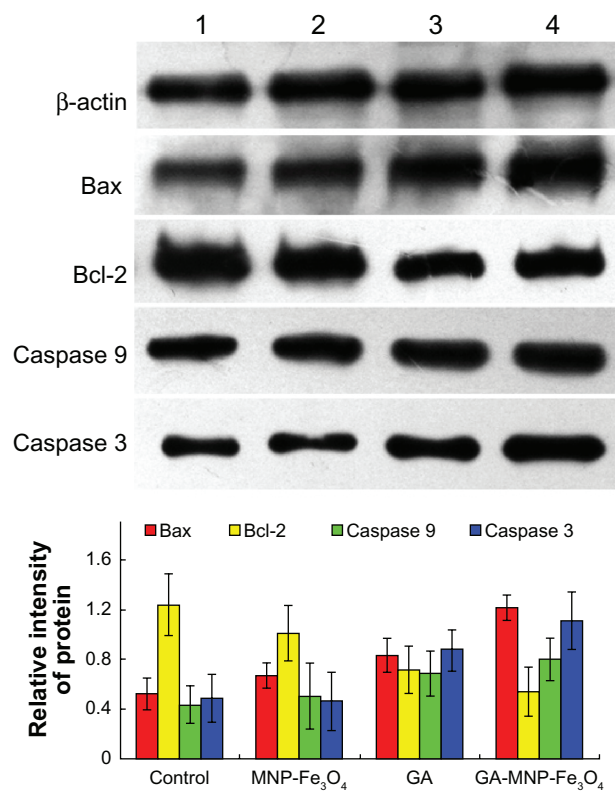 1 2 3 4
β-actin
Bax
Bcl-2
Caspase 9
Caspase 3
Bax Bcl-2 Caspase 9 Caspase 3
Relative intensity
of protein
1.6
1.2
0.8
0.4
0
Control MNP-Fe₃O₄ GA GA-MNP-Fe₃O₄